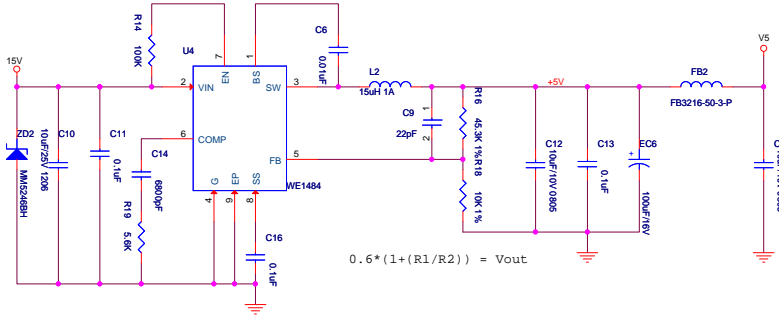 R14
100K
C6
0.01uF
U4
7
1
EN
BS
15V
2
VIN
SW
3
L2
15uH 1A
+5V
FB2
FB3216-50-3-P
V5
ZD2
MM5246BH
C10
10uF/25V 1206
C11
0.1uF
C14
6800pF
R19
5.6K
6
COMP
FB
5
G
EP
SS
WE1484
4
9
8
C16
0.1uF
C9
22pF
1
2
R16
45.3K 1%
R18
10K 1%
C12
10uF/10V 0805
C13
0.1uF
EC6
+
100uF/16V
0.6*(1+(R1/R2)) = Vout